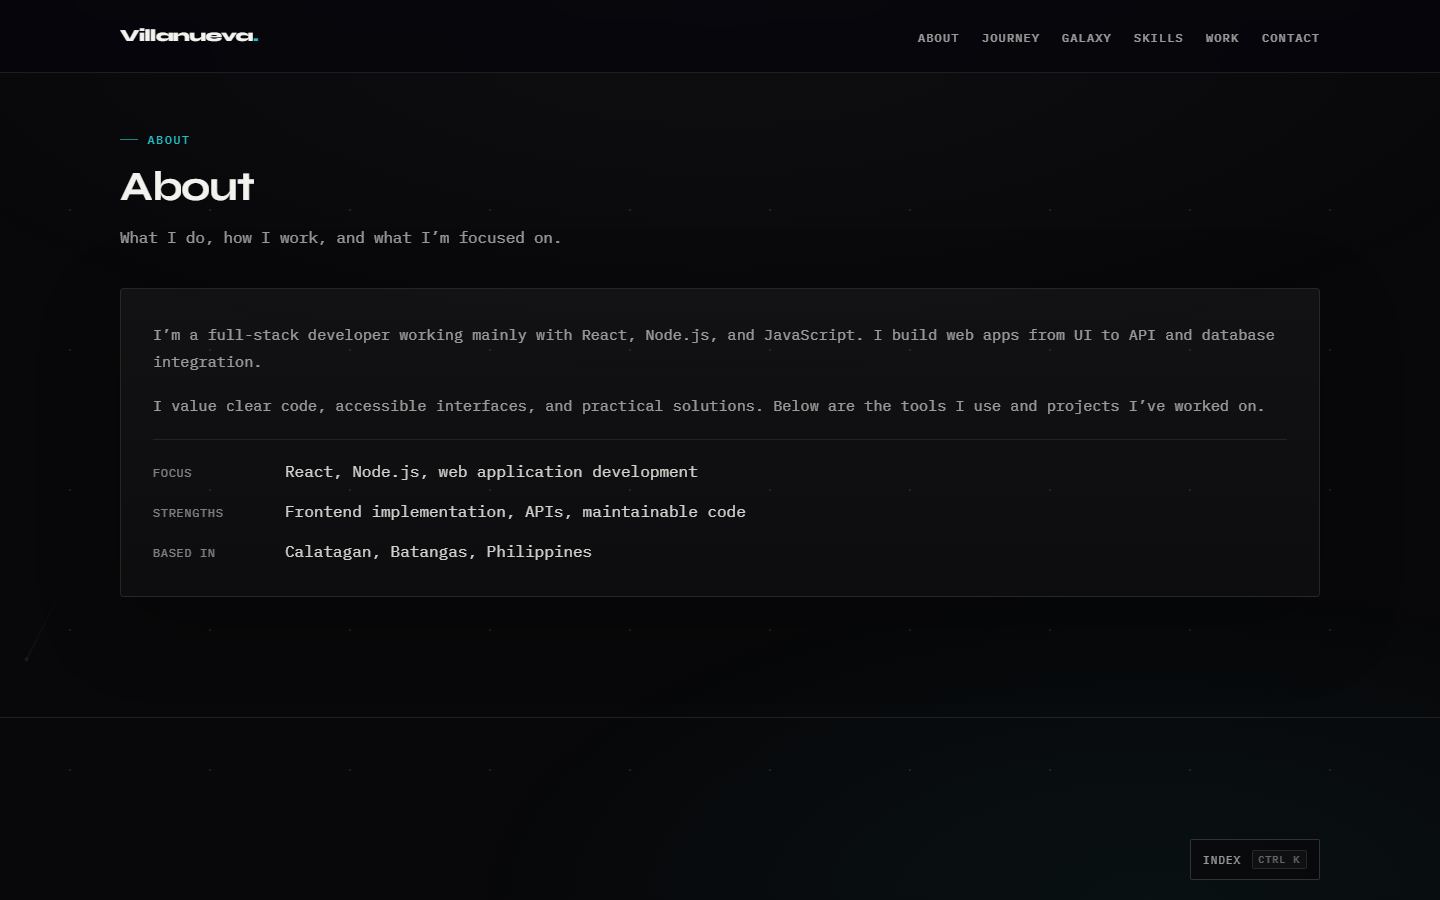 Villanueva.
ABOUT JOURNEY GALAXY SKILLS WORK CONTACT
ABOUT
About
What I do, how I work, and what I’m focused on.
I’m a full-stack developer working mainly with React, Node.js, and JavaScript. I build web apps from UI to API and database
integration.
I value clear code, accessible interfaces, and practical solutions. Below are the tools I use and projects I’ve worked on.
FOCUS React, Node.js, web application development
STRENGTHS Frontend implementation, APIs, maintainable code
BASED IN Calatagan, Batangas, Philippines
INDEX CTRL K